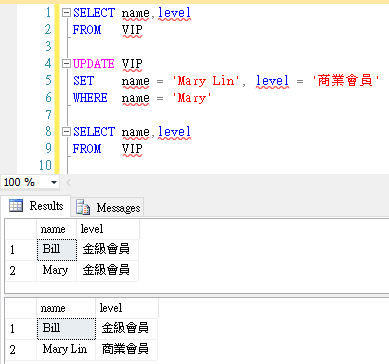 1 SELECT name,level
2 FROM VIP
3
4 UPDATE VIP
5 SET name = 'Mary Lin', level = '商業會員'
6 WHERE name = 'Mary'
7
8 SELECT name,level
9 FROM VIP
10
100 %
Results Messages
name level
1 Bill 金級會員
2 Mary 金級會員
name level
1 Bill 金級會員
2 Mary Lin 商業會員